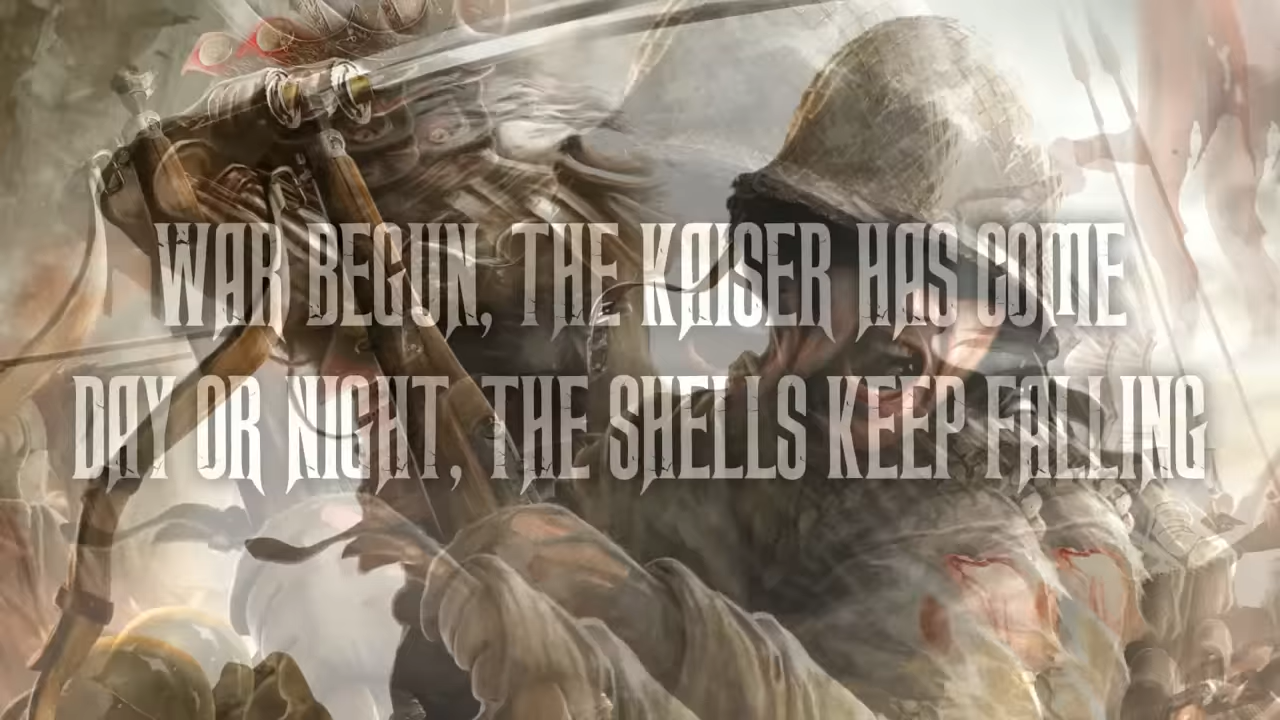 WAR BEGUN, THE KAISER HAS COME
DAY OR NIGHT, THE SHELLS KEEP FALLING